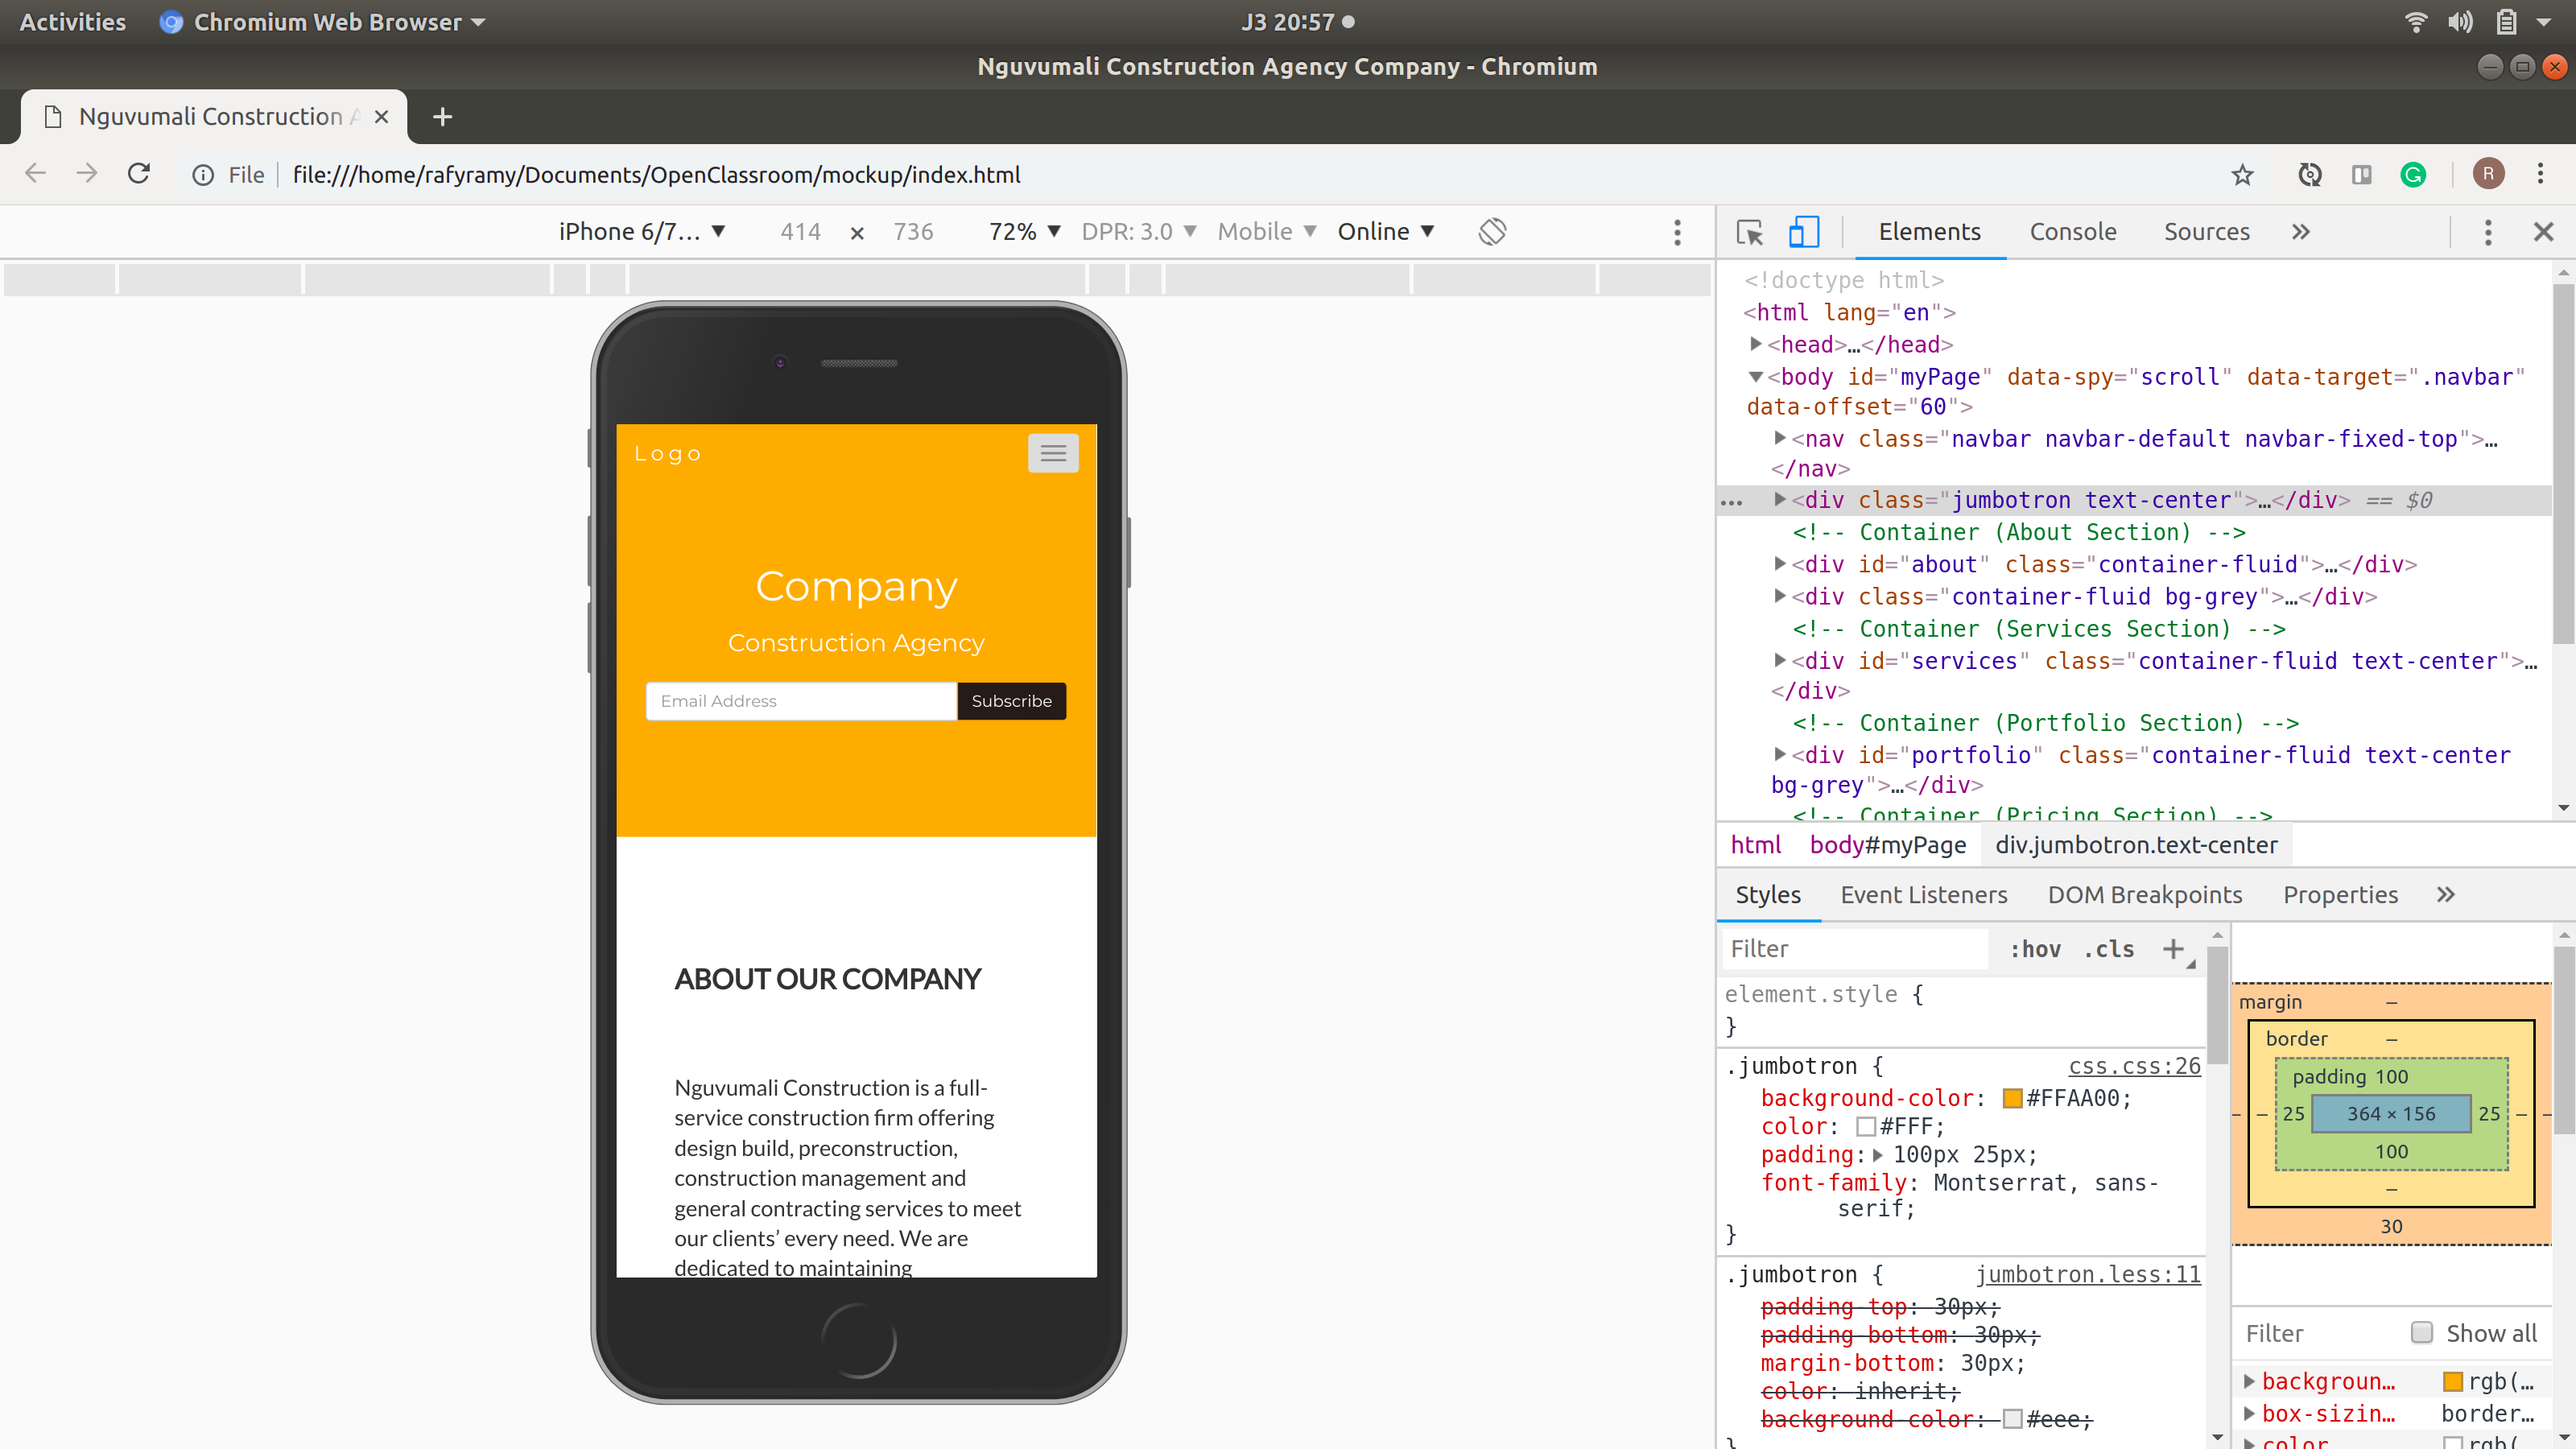 Activities
Chromium Web Browser
J3 20:57
Nguvumali Construction Agency Company - Chromium
Nguvumali Construction
File
file:///home/rafyramy/Documents/OpenClassroom/mockup/index.html
R
iPhone 6/7... 414 × 736 72% DPR: 3.0 Mobile Online
Logo
Company
Construction Agency
Email Address
Subscribe
ABOUT OUR COMPANY
Nguvumali Construction is a full-
service construction firm offering
design build, preconstruction,
construction management and
general contracting services to meet
our clients’ every need. We are
dedicated to maintaining
Elements Console Sources »
<!doctype html>
<html lang="en">
<head>…</head>
<body id="myPage" data-spy="scroll" data-target=".navbar"
data-offset="60">
<nav class="navbar navbar-default navbar-fixed-top">…
</nav>
<div class="jumbotron text-center">…</div> == $0
<!-- Container (About Section) -->
<div id="about" class="container-fluid">…</div>
<div class="container-fluid bg-grey">…</div>
<!-- Container (Services Section) -->
<div id="services" class="container-fluid text-center">…
</div>
<!-- Container (Portfolio Section) -->
<div id="portfolio" class="container-fluid text-center
bg-grey">…</div>
<!-- Container (Pricing Section) -->
html body#myPage div.jumbotron.text-center
Styles Event Listeners DOM Breakpoints Properties »
Filter :hov .cls +
element.style {
}
.jumbotron { css.css:26
background-color: #FFAA00;
color: #FFF;
padding: 100px 25px;
font-family: Montserrat, sans-
serif;
}
.jumbotron { jumbotron.less:11
padding-top: 30px;
padding-bottom: 30px;
margin-bottom: 30px;
color: inherit;
background-color: #eee;
}
margin –
border –
padding 100
– – 25 364 × 156 25 – –
100
–
30
Filter Show all
backgroun… rgb(…
box-sizin… border…
color rgb(